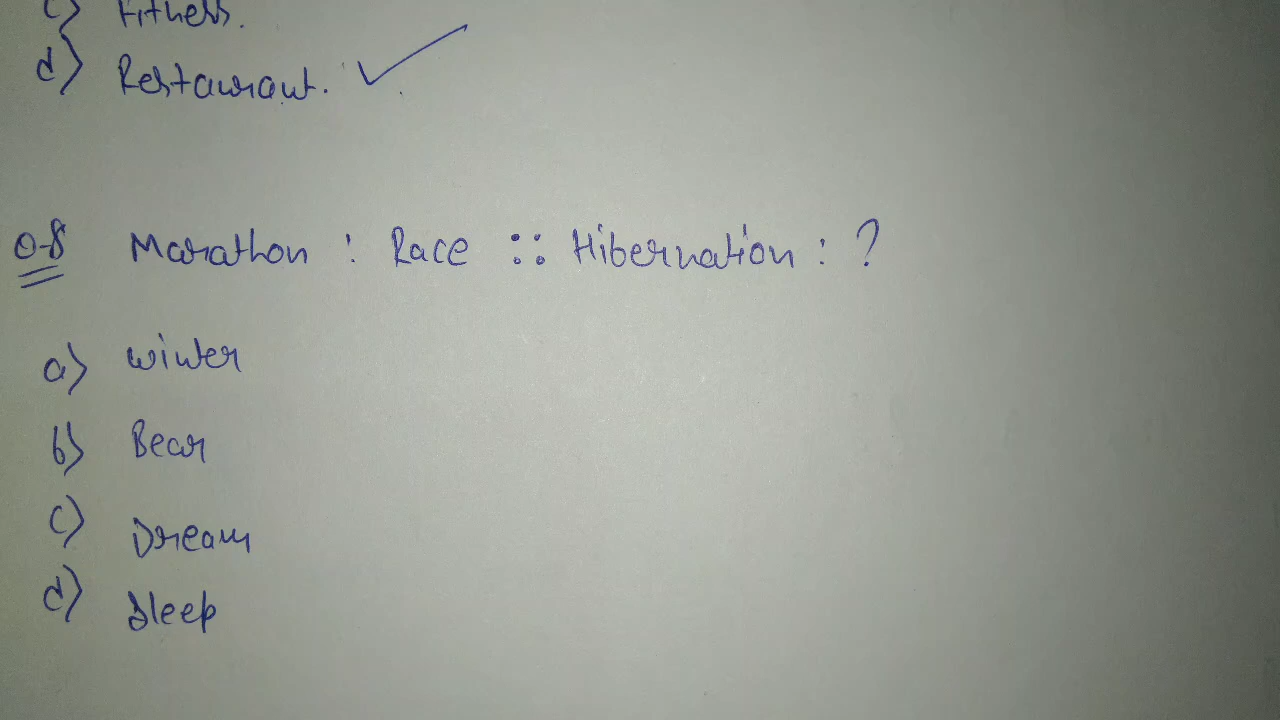 c) Fitness.
d) Restaurant.
Q-8 Marathon : Race :: Hibernation : ?
a) winter
b) Bear
c) Dream
d) Sleep